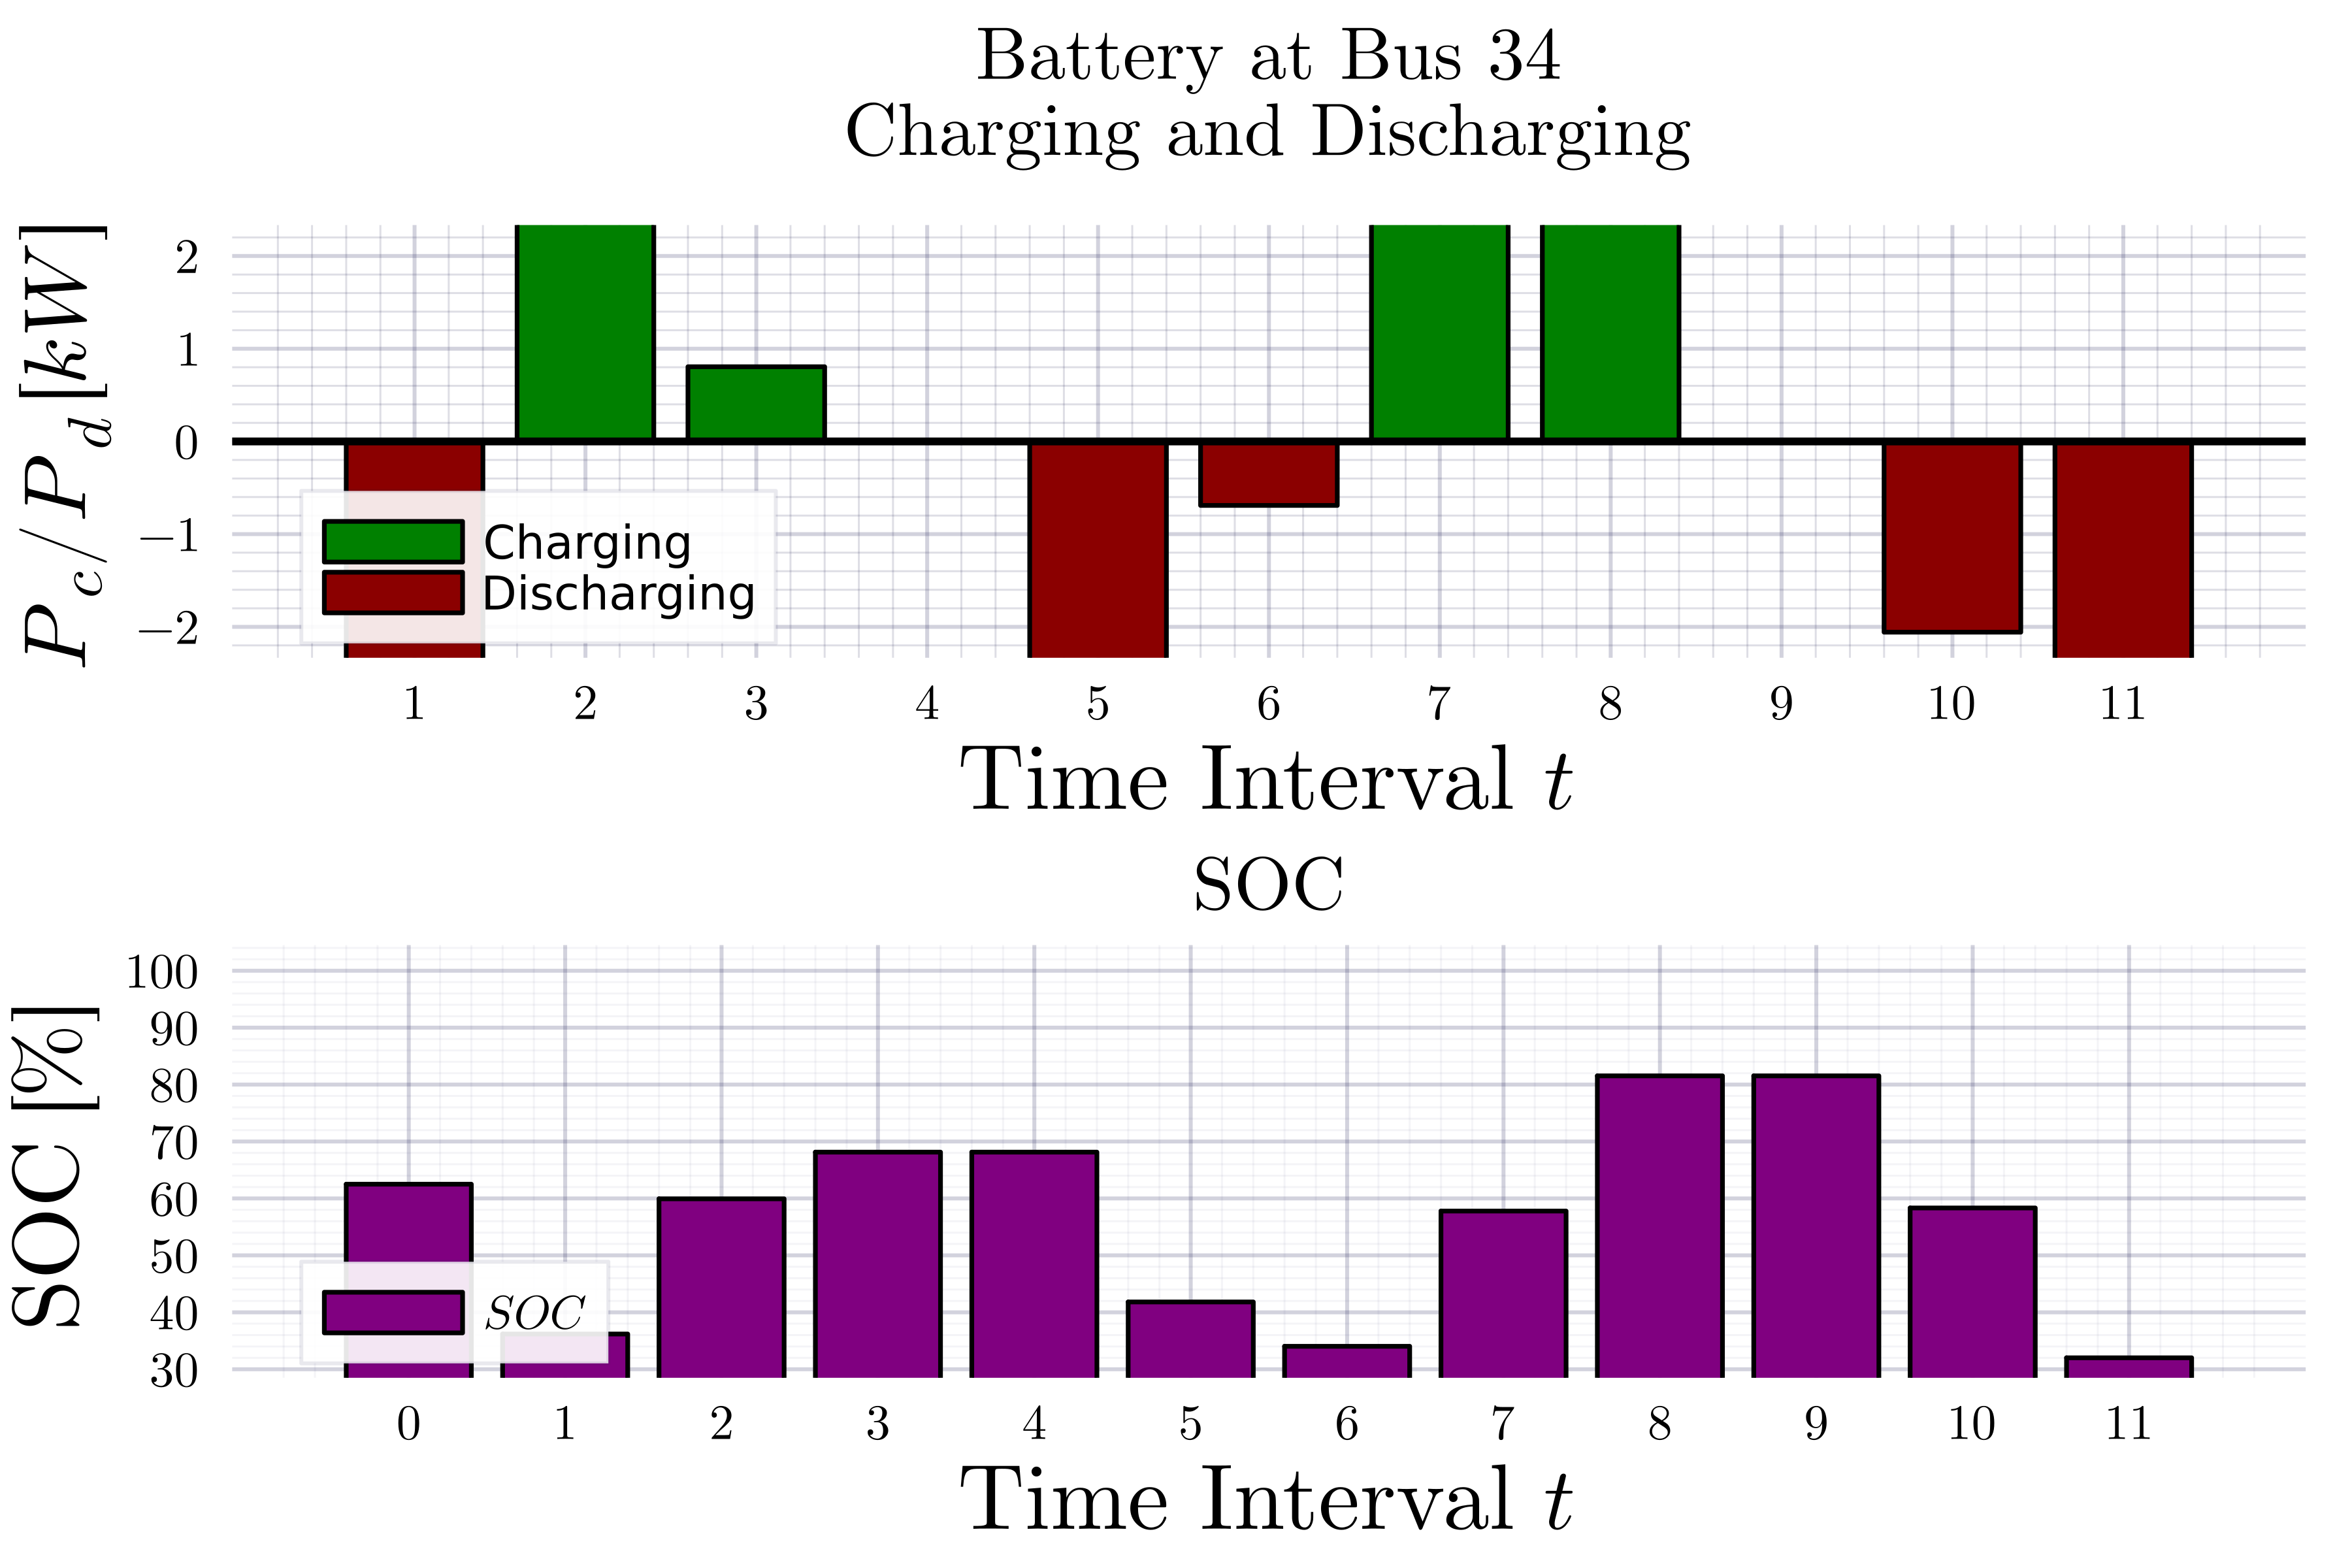 Battery at Bus 34
Charging and Discharging
P_c/P_d [kW]
2
1
0
−1
−2
Charging
Discharging
1 2 3 4 5 6 7 8 9 10 11
Time Interval t
SOC
SOC [%]
100
90
80
70
60
50
40
30
SOC
0 1 2 3 4 5 6 7 8 9 10 11
Time Interval t